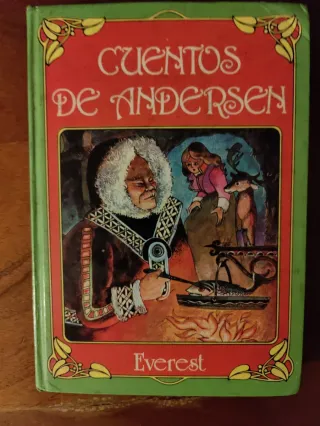 CUENTOS
DE ANDERSEN
Everest